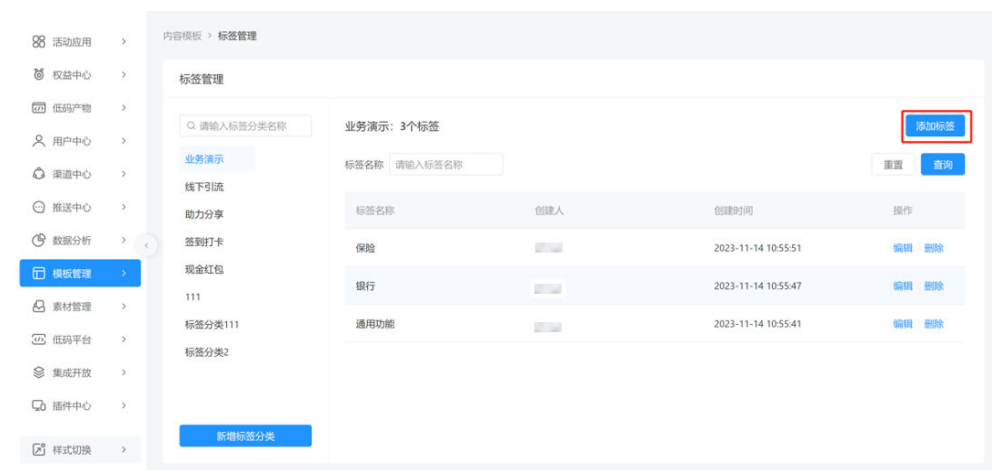 活动应用
权益中心
低码产物
用户中心
渠道中心
推送中心
数据分析
模板管理
素材管理
低码平台
集成开放
插件中心
样式切换
内容模板 > 标签管理
标签管理
请输入标签分类名称
业务演示
线下引流
助力分享
签到打卡
现金红包
111
标签分类111
标签分类2
新增标签分类
业务演示：3个标签 添加标签
标签名称 请输入标签名称 重置 查询
标签名称 创建人 创建时间 操作
保险 2023-11-14 10:55:51 编辑 删除
银行 2023-11-14 10:55:47 编辑 删除
通用功能 2023-11-14 10:55:41 编辑 删除